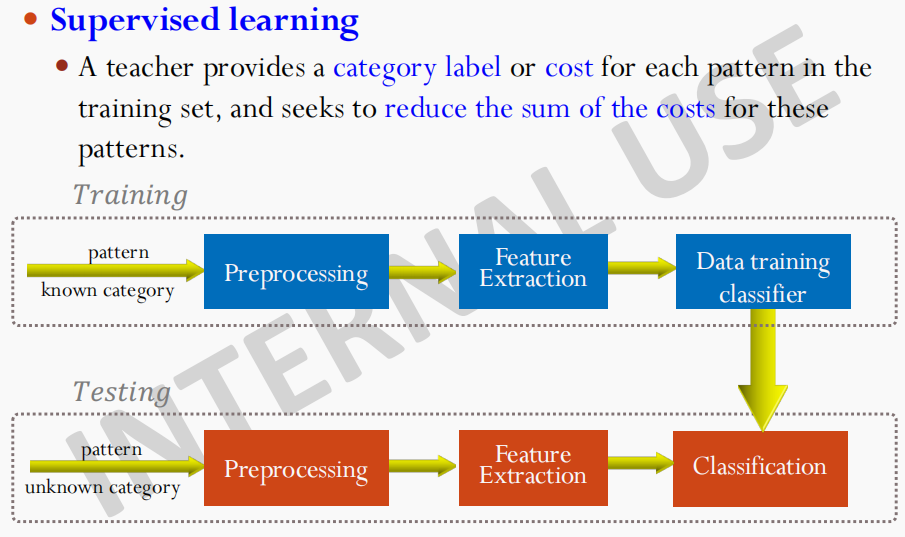 Supervised learning
A teacher provides a category label or cost for each pattern in the
training set, and seeks to reduce the sum of the costs for these
patterns.
Training
pattern
known category
Preprocessing
Feature
Extraction
Data training
classifier
Testing
pattern
unknown category
Preprocessing
Feature
Extraction
Classification
INTERNAL USE